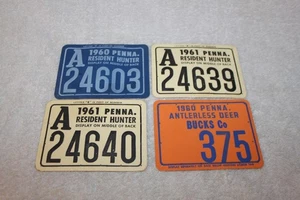 A 1960 PENNA.
RESIDENT HUNTER
DISPLAY ON MIDDLE OF BACK
24603
A 1961 PENNA.
RESIDENT HUNTER
DISPLAY ON MIDDLE OF BACK
24639
A 1961 PENNA.
RESIDENT HUNTER
DISPLAY ON MIDDLE OF BACK
24640
1960 PENNA.
ANTLERLESS DEER
BUCKS Co
375